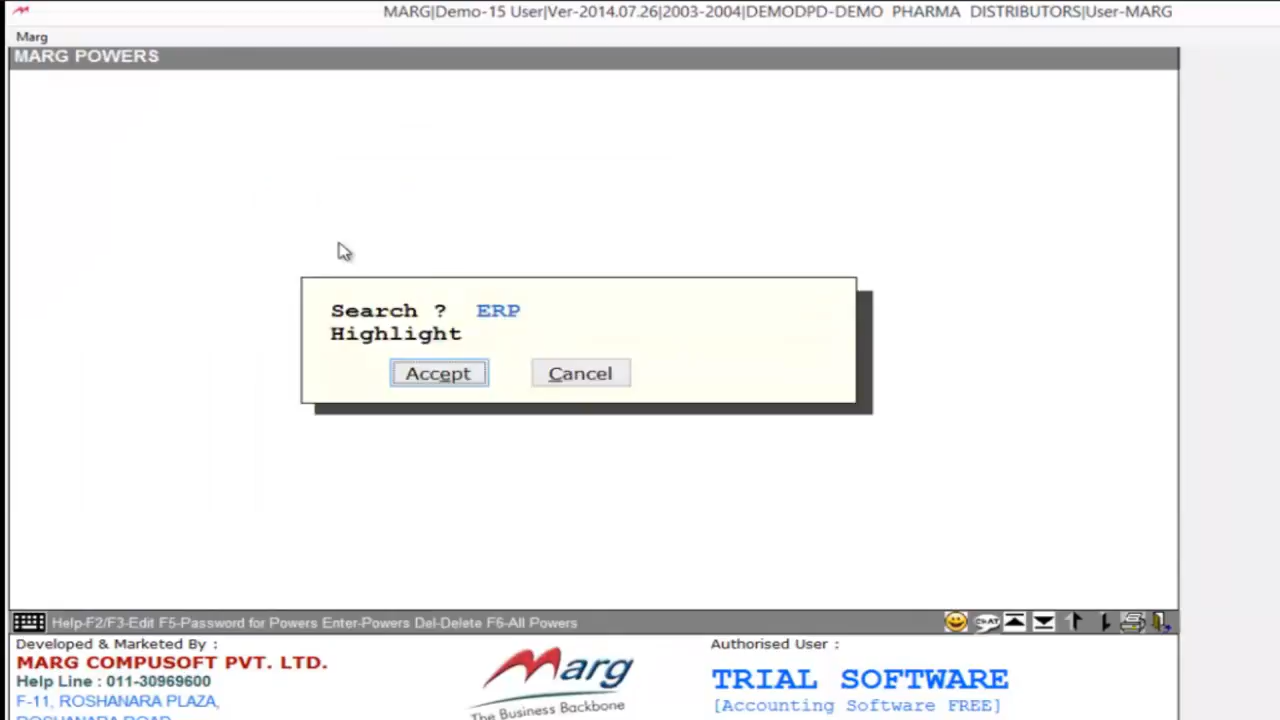 MARG|Demo-15 User|Ver-2014.07.26|2003-2004|DEMODPD-DEMO PHARMA DISTRIBUTORS|User-MARG
Marg
MARG POWERS
Search ? ERP
Highlight
Accept Cancel
Help-F2/F3-Edit F5-Password for Powers Enter-Powers Del-Delete F6-All Powers
CHAT
Developed & Marketed By :
MARG COMPUSOFT PVT. LTD.
Help Line : 011-30969600
F-11, ROSHANARA PLAZA,
ROSHANARA ROAD
Marg
The Business Backbone
Authorised User :
TRIAL SOFTWARE
[Accounting Software FREE]